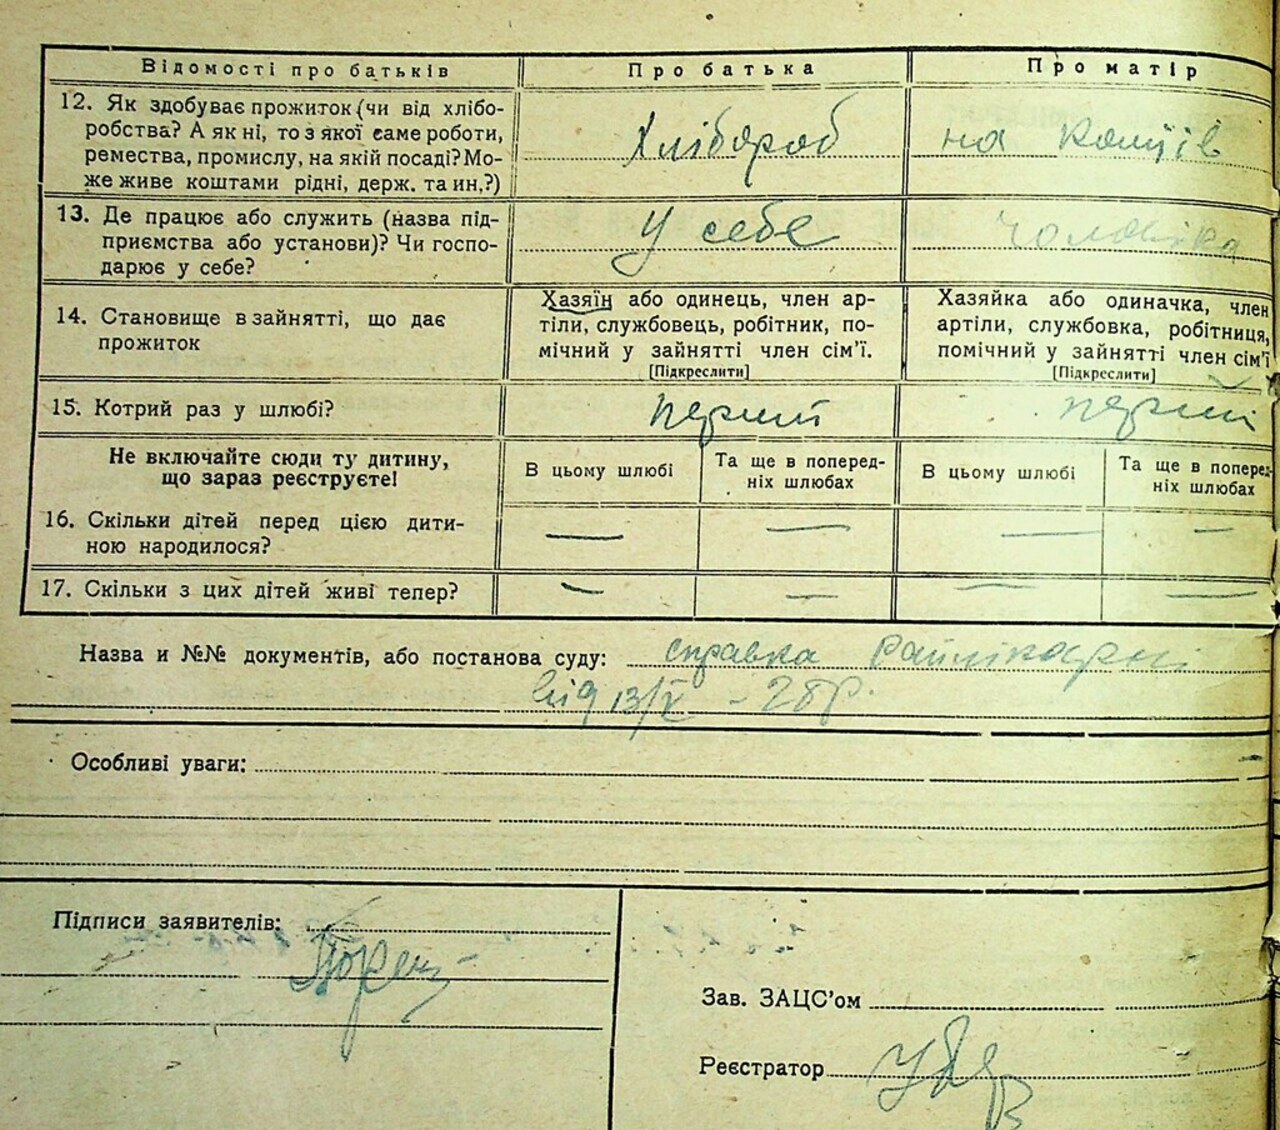 Відомості про батьків Про батька Про матір
12. Як здобуває прожиток (чи від хлібо-
робства? А як ні, то з якої саме роботи,
ремества, промислу, на якій посаді? Мо-
же живе коштами рідні, держ. та ин.?)
Хлібороб
на
13. Де працює або служить (назва під-
приємства або установи)? Чи госпо-
дарює у себе?
У себе
чоловіка
14. Становище в зайнятті, що дає
прожиток
Хазяїн або одинець, член ар-
тіли, службовець, робітник, по-
мічний у зайнятті член сім'ї.
[Підкреслити]
Хазяйка або одиначка, член
артіли, службовка, робітниця,
помічний у зайнятті член сім'ї
[Підкреслити]
15. Котрий раз у шлюбі?
Не включайте сюди ту дитину,
що зараз реєструєте!
В цьому шлюбі
Та ще в поперед-
ніх шлюбах
В цьому шлюбі
Та ще в поперед-
ніх шлюбах
16. Скільки дітей перед цією дити-
ною народилося?
— — — —
17. Скільки з цих дітей живі тепер?
— — — —
Назва и №№ документів, або постанова суду: справка
від 13/X - 28р.
Особливі уваги:
Підписи заявителів:
Зав. ЗАЦС'ом
Реєстратор